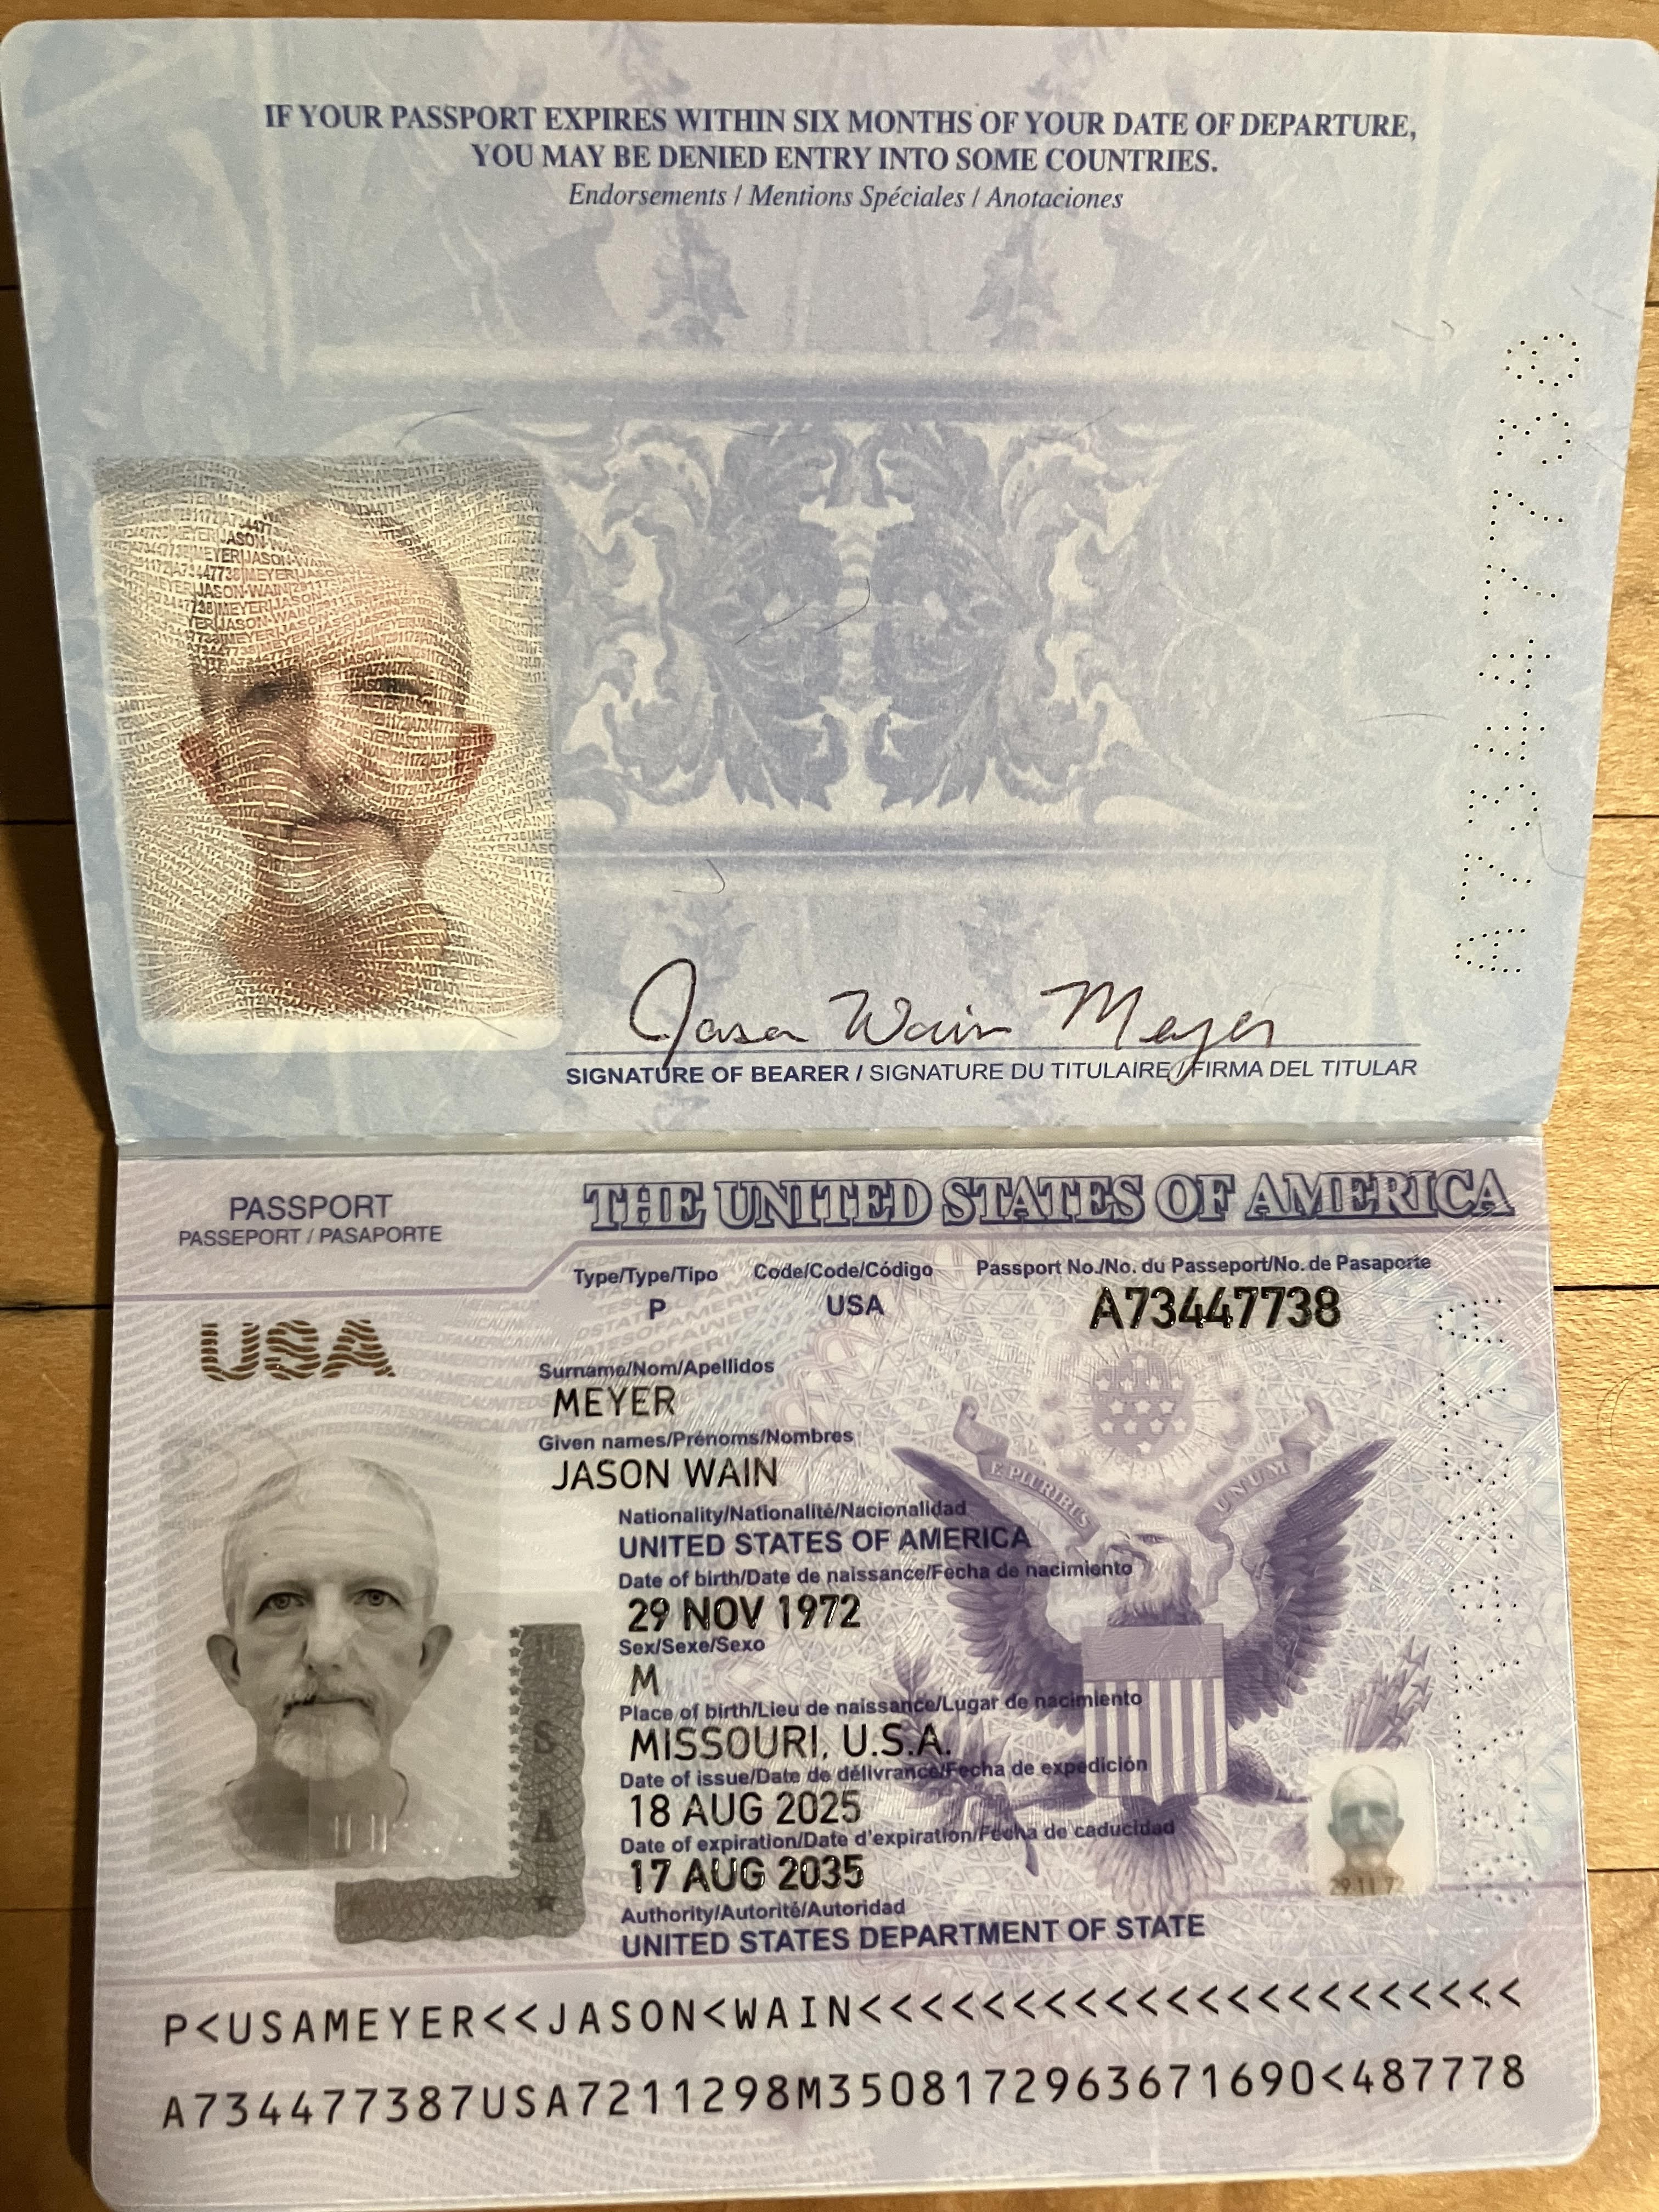 IF YOUR PASSPORT EXPIRES WITHIN SIX MONTHS OF YOUR DATE OF DEPARTURE,
YOU MAY BE DENIED ENTRY INTO SOME COUNTRIES.
Endorsements / Mentions Spéciales / Anotaciones
A73447738
Jason Wain Meyer
SIGNATURE OF BEARER / SIGNATURE DU TITULAIRE / FIRMA DEL TITULAR
PASSPORT
PASSEPORT / PASAPORTE
THE UNITED STATES OF AMERICA
Type/Type/Tipo Code/Code/Código Passport No./No. du Passeport/No. de Pasaporte
P USA A73447738
USA
Surname/Nom/Apellidos
MEYER
Given names/Prénoms/Nombres
JASON WAIN
E PLURIBUS UNUM
Nationality/Nationalité/Nacionalidad
UNITED STATES OF AMERICA
Date of birth/Date de naissance/Fecha de nacimiento
29 NOV 1972
Sex/Sexe/Sexo
M
Place of birth/Lieu de naissance/Lugar de nacimiento
MISSOURI, U.S.A.
Date of issue/Date de délivrance/Fecha de expedición
18 AUG 2025
Date of expiration/Date d'expiration/Fecha de caducidad
17 AUG 2035
29 11 72
Authority/Autorité/Autoridad
UNITED STATES DEPARTMENT OF STATE
P<USAMEYER<<JASON<WAIN<<<<<<<<<<<<<<<<<<<<<<
A734477387USA7211298M3508172963671690<487778